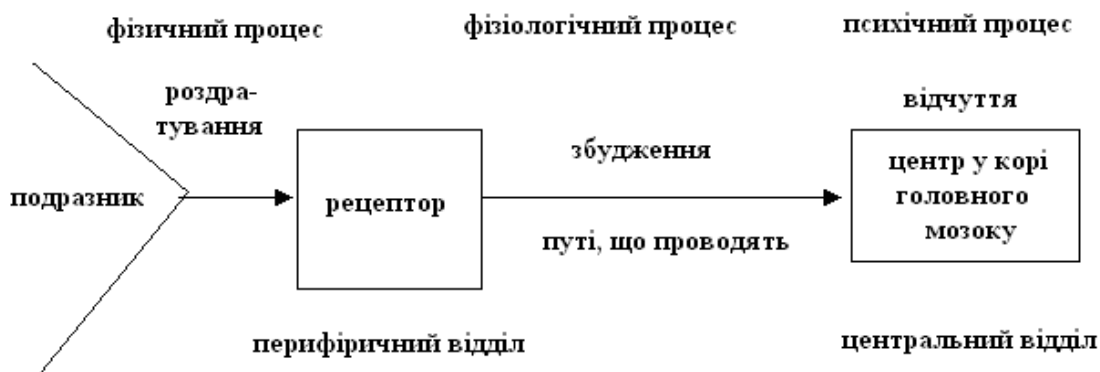 фізичний процес
фізіологічний процес
психічний процес
роздра-
тування
відчуття
збудження
подразник
рецептор
центр у корі
головного
мозоку
путі, що проводять
перифіричний відділ
центральний відділ